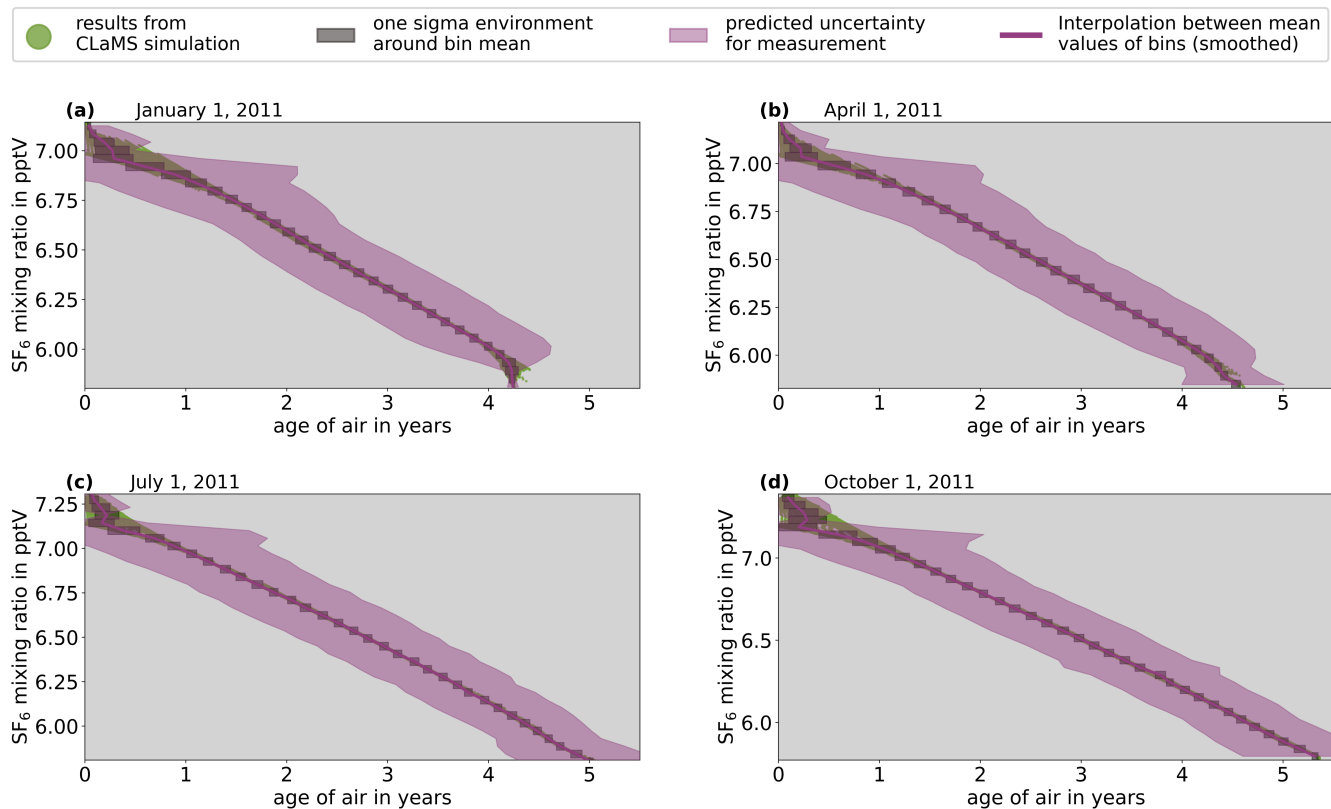 results from
CLaMS simulation
one sigma environment
around bin mean
predicted uncertainty
for measurement
Interpolation between mean
values of bins (smoothed)
(a) January 1, 2011
SF₆ mixing ratio in pptV
7.00
6.75
6.50
6.25
6.00
0 1 2 3 4 5
age of air in years
(b) April 1, 2011
SF₆ mixing ratio in pptV
7.00
6.75
6.50
6.25
6.00
0 1 2 3 4 5
age of air in years
(c) July 1, 2011
SF₆ mixing ratio in pptV
7.25
7.00
6.75
6.50
6.25
6.00
0 1 2 3 4 5
age of air in years
(d) October 1, 2011
SF₆ mixing ratio in pptV
7.0
6.5
6.0
0 1 2 3 4 5
age of air in years